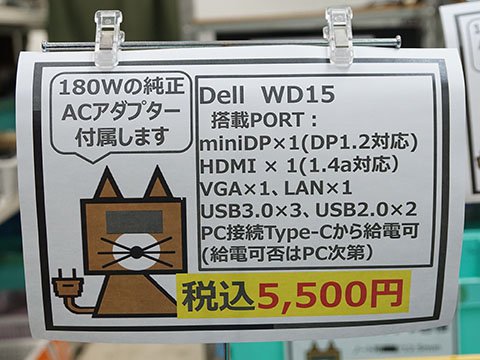 180Wの純正
ACアダプター
付属します
Dell WD15
搭載PORT：
miniDP×1(DP1.2対応)
HDMI × 1(1.4a対応)
VGA×1、LAN×1
USB3.0×3、USB2.0×2
PC接続Type-Cから給電可
(給電可否はPC次第)
税込5,500円